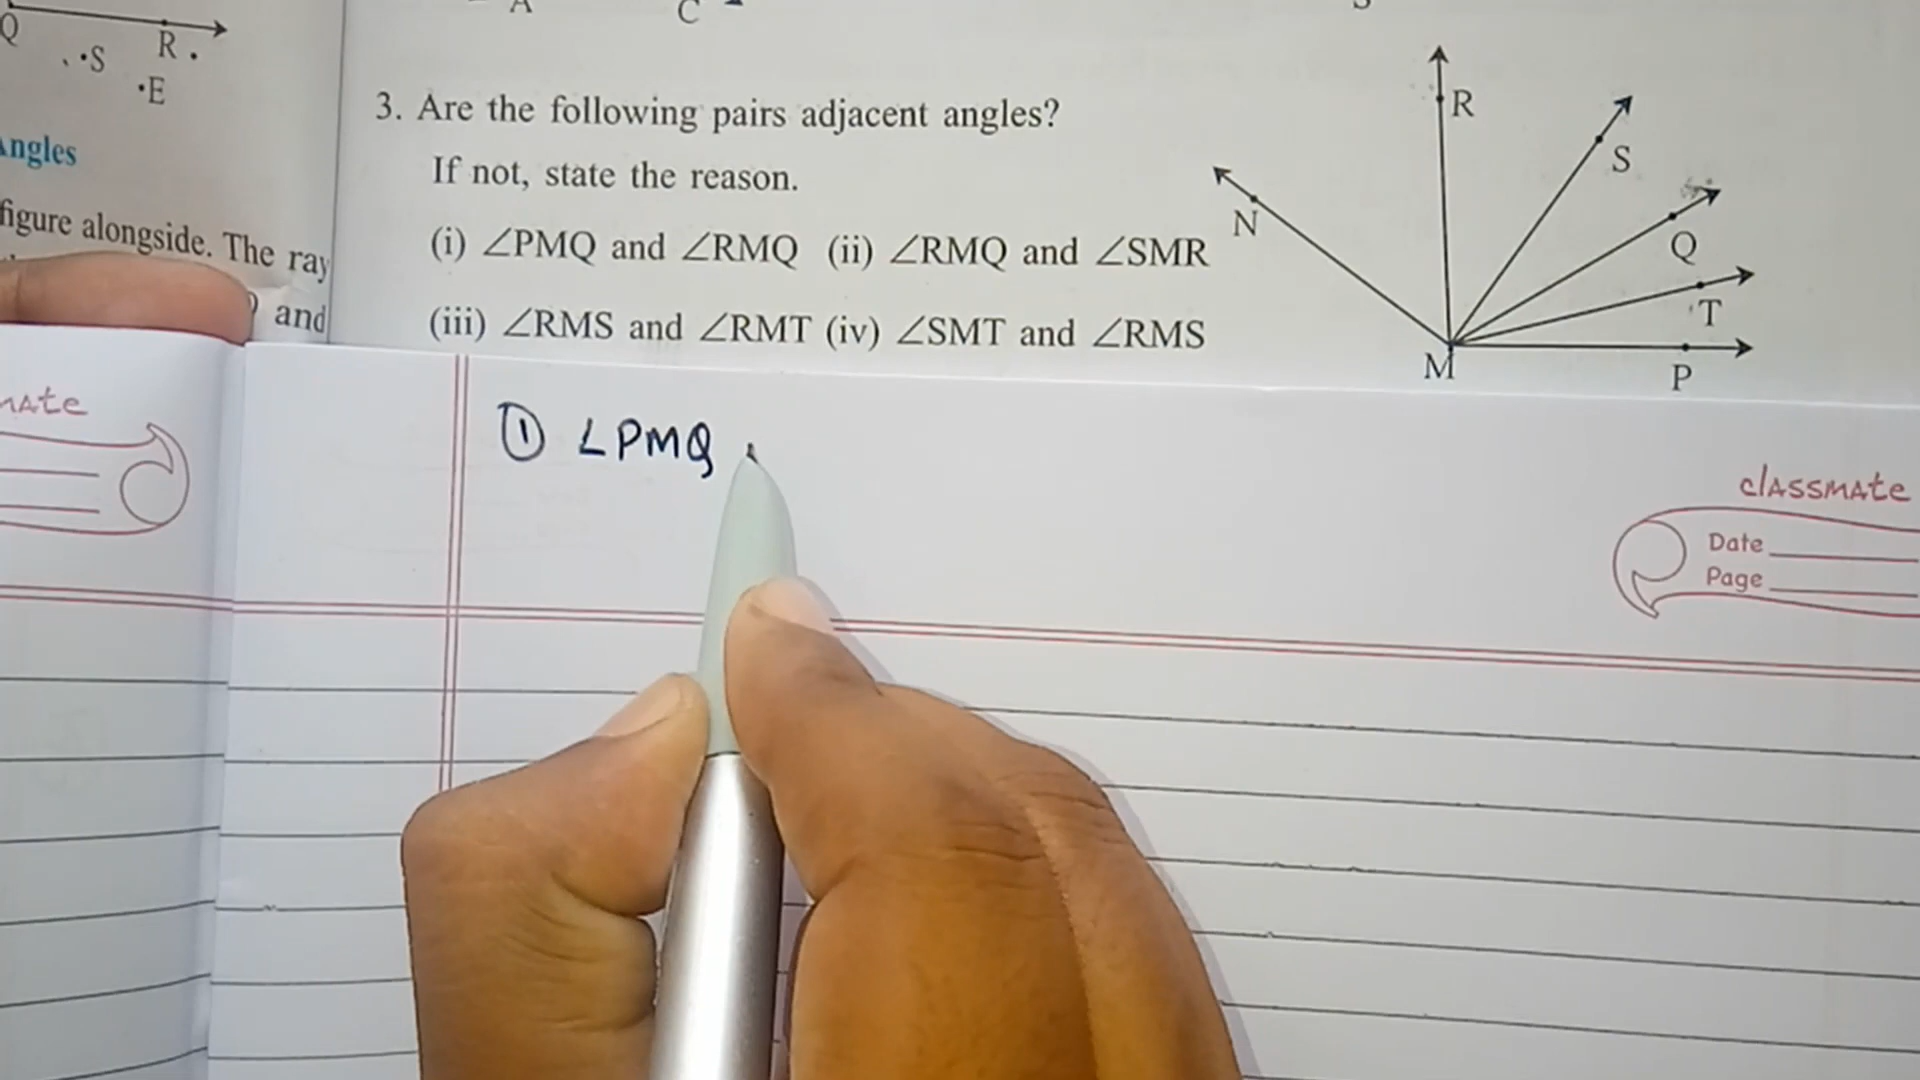 A C
Q
S R
E
3. Are the following pairs adjacent angles?
If not, state the reason.
(i) ∠PMQ and ∠RMQ (ii) ∠RMQ and ∠SMR
(iii) ∠RMS and ∠RMT (iv) ∠SMT and ∠RMS
R
S
N
Q
T
M
P
ngles
figure alongside. The ray
and
① ∠PMQ
mate
classmate
Date
Page